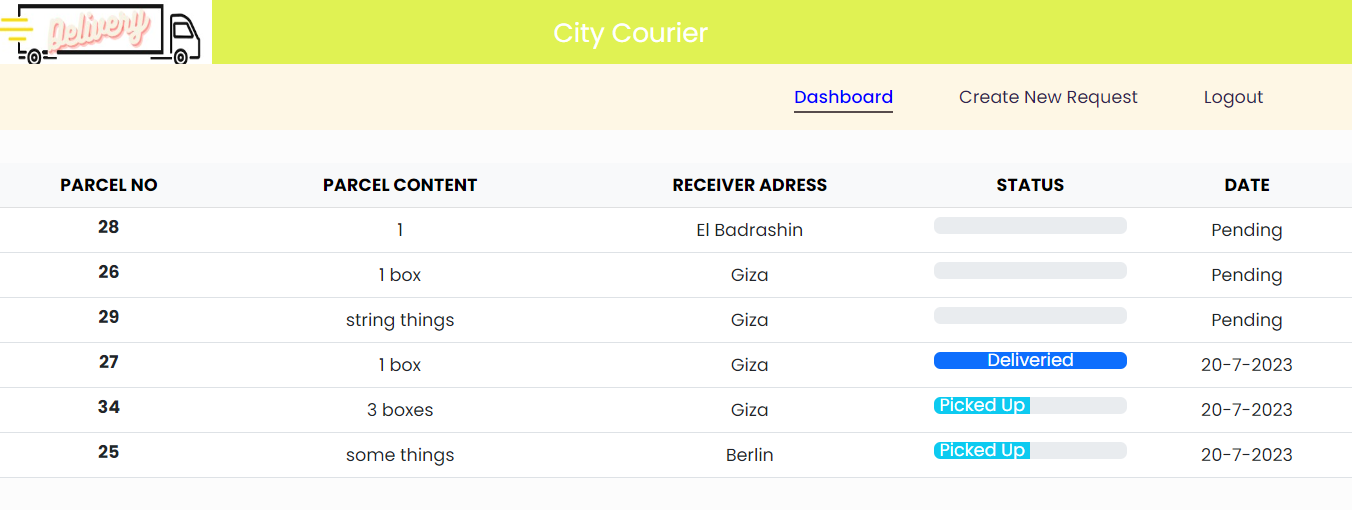 Delivery
City Courier
Dashboard Create New Request Logout
PARCEL NO PARCEL CONTENT RECEIVER ADRESS STATUS DATE
28 1 El Badrashin Pending
26 1 box Giza Pending
29 string things Giza Pending
27 1 box Giza Deliveried 20-7-2023
34 3 boxes Giza Picked Up 20-7-2023
25 some things Berlin Picked Up 20-7-2023